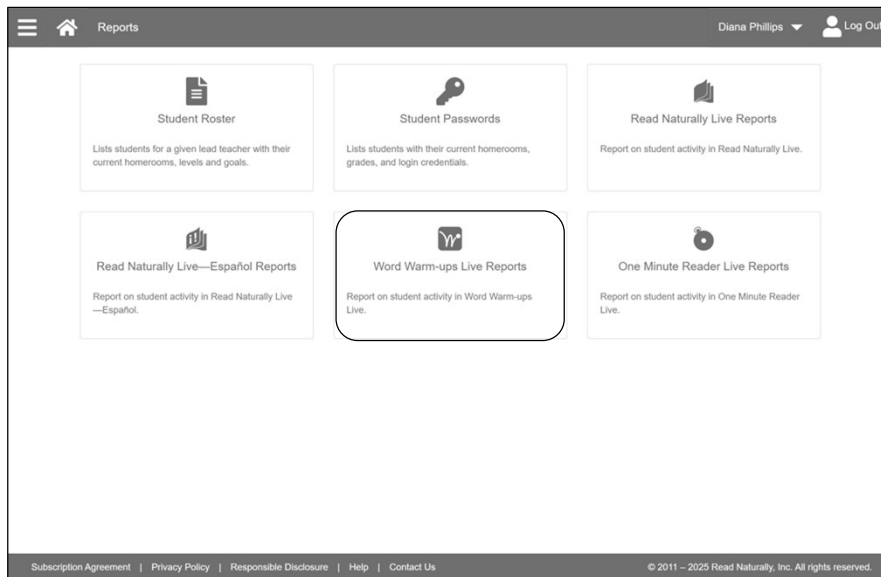 Reports
Diana Phillips
Log Out
Student Roster
Lists students for a given lead teacher with their
current homerooms, levels and goals.
Student Passwords
Lists students with their current homerooms,
grades, and login credentials.
Read Naturally Live Reports
Report on student activity in Read Naturally Live.
Read Naturally Live—Español Reports
Report on student activity in Read Naturally Live
—Español.
Word Warm-ups Live Reports
Report on student activity in Word Warm-ups
Live.
One Minute Reader Live Reports
Report on student activity in One Minute Reader
Live.
Subscription Agreement | Privacy Policy | Responsible Disclosure | Help | Contact Us
© 2011 – 2025 Read Naturally, Inc. All rights reserved.